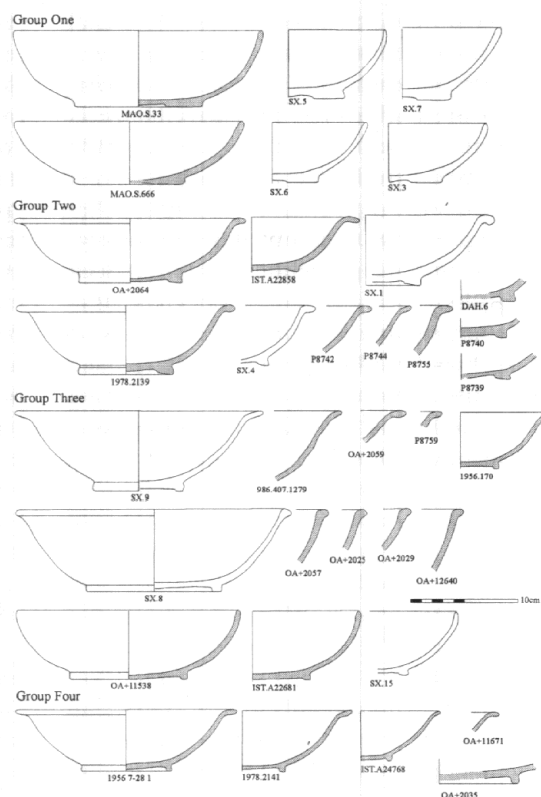 Group One
MAO.S.33
SX.5
SX.7
MAO.S.666
SX.6
SX.3
Group Two
OA+2064
IST.A22858
SX.1
DAH.6
1978.2139
SX.4
P8742
P8744
P8755
P8740
P8739
Group Three
SX.9
986.407.1279
OA+2059
P8759
1956.170
SX.8
OA+2057
OA+2025
OA+2029
OA+12640
10cm
OA+11538
IST.A22681
SX.15
Group Four
1956 7-28 1
1978.2141
IST.A24768
OA+11671
OA+2035